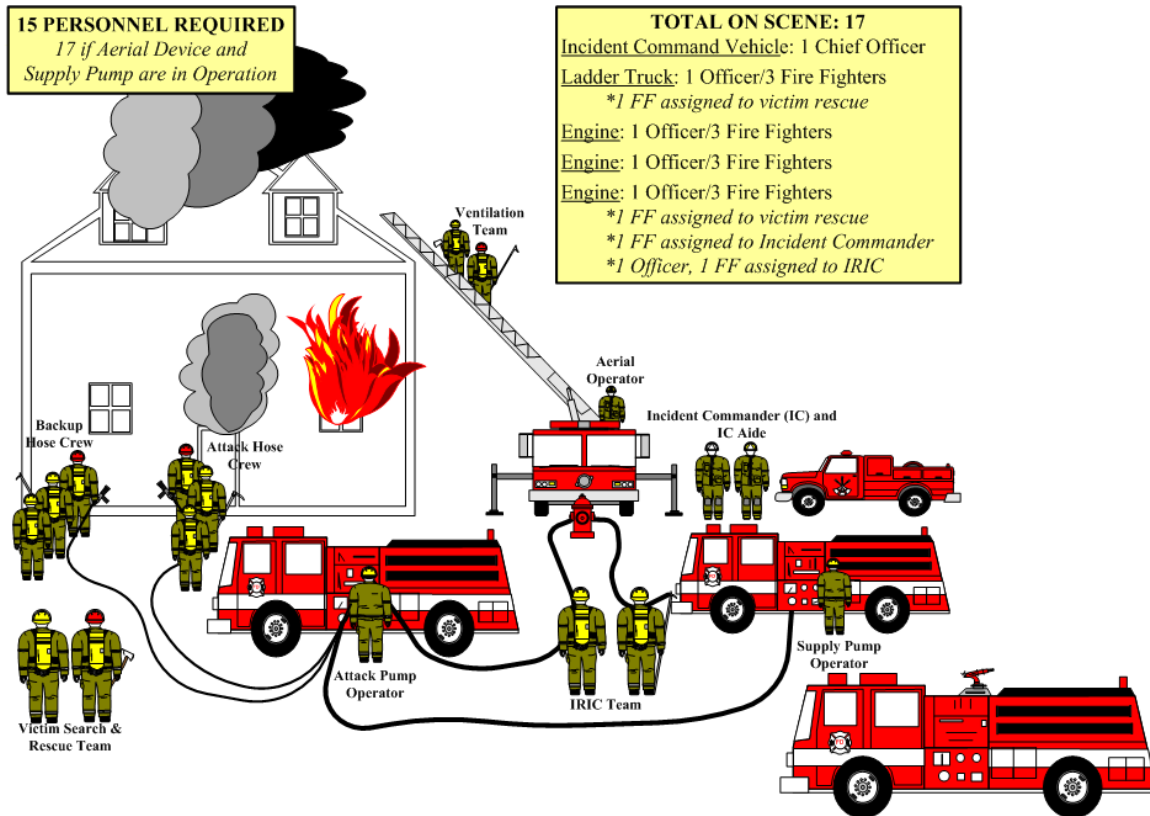 15 PERSONNEL REQUIRED
17 if Aerial Device and
Supply Pump are in Operation
TOTAL ON SCENE: 17
Incident Command Vehicle: 1 Chief Officer
Ladder Truck: 1 Officer/3 Fire Fighters
*1 FF assigned to victim rescue
Engine: 1 Officer/3 Fire Fighters
Engine: 1 Officer/3 Fire Fighters
Engine: 1 Officer/3 Fire Fighters
*1 FF assigned to victim rescue
*1 FF assigned to Incident Commander
*1 Officer, 1 FF assigned to IRIC
Ventilation
Team
Aerial
Operator
Incident Commander (IC) and
IC Aide
Backup
Hose Crew
Attack Hose
Crew
Attack Pump
Operator
IRIC Team
Supply Pump
Operator
Victim Search &
Rescue Team